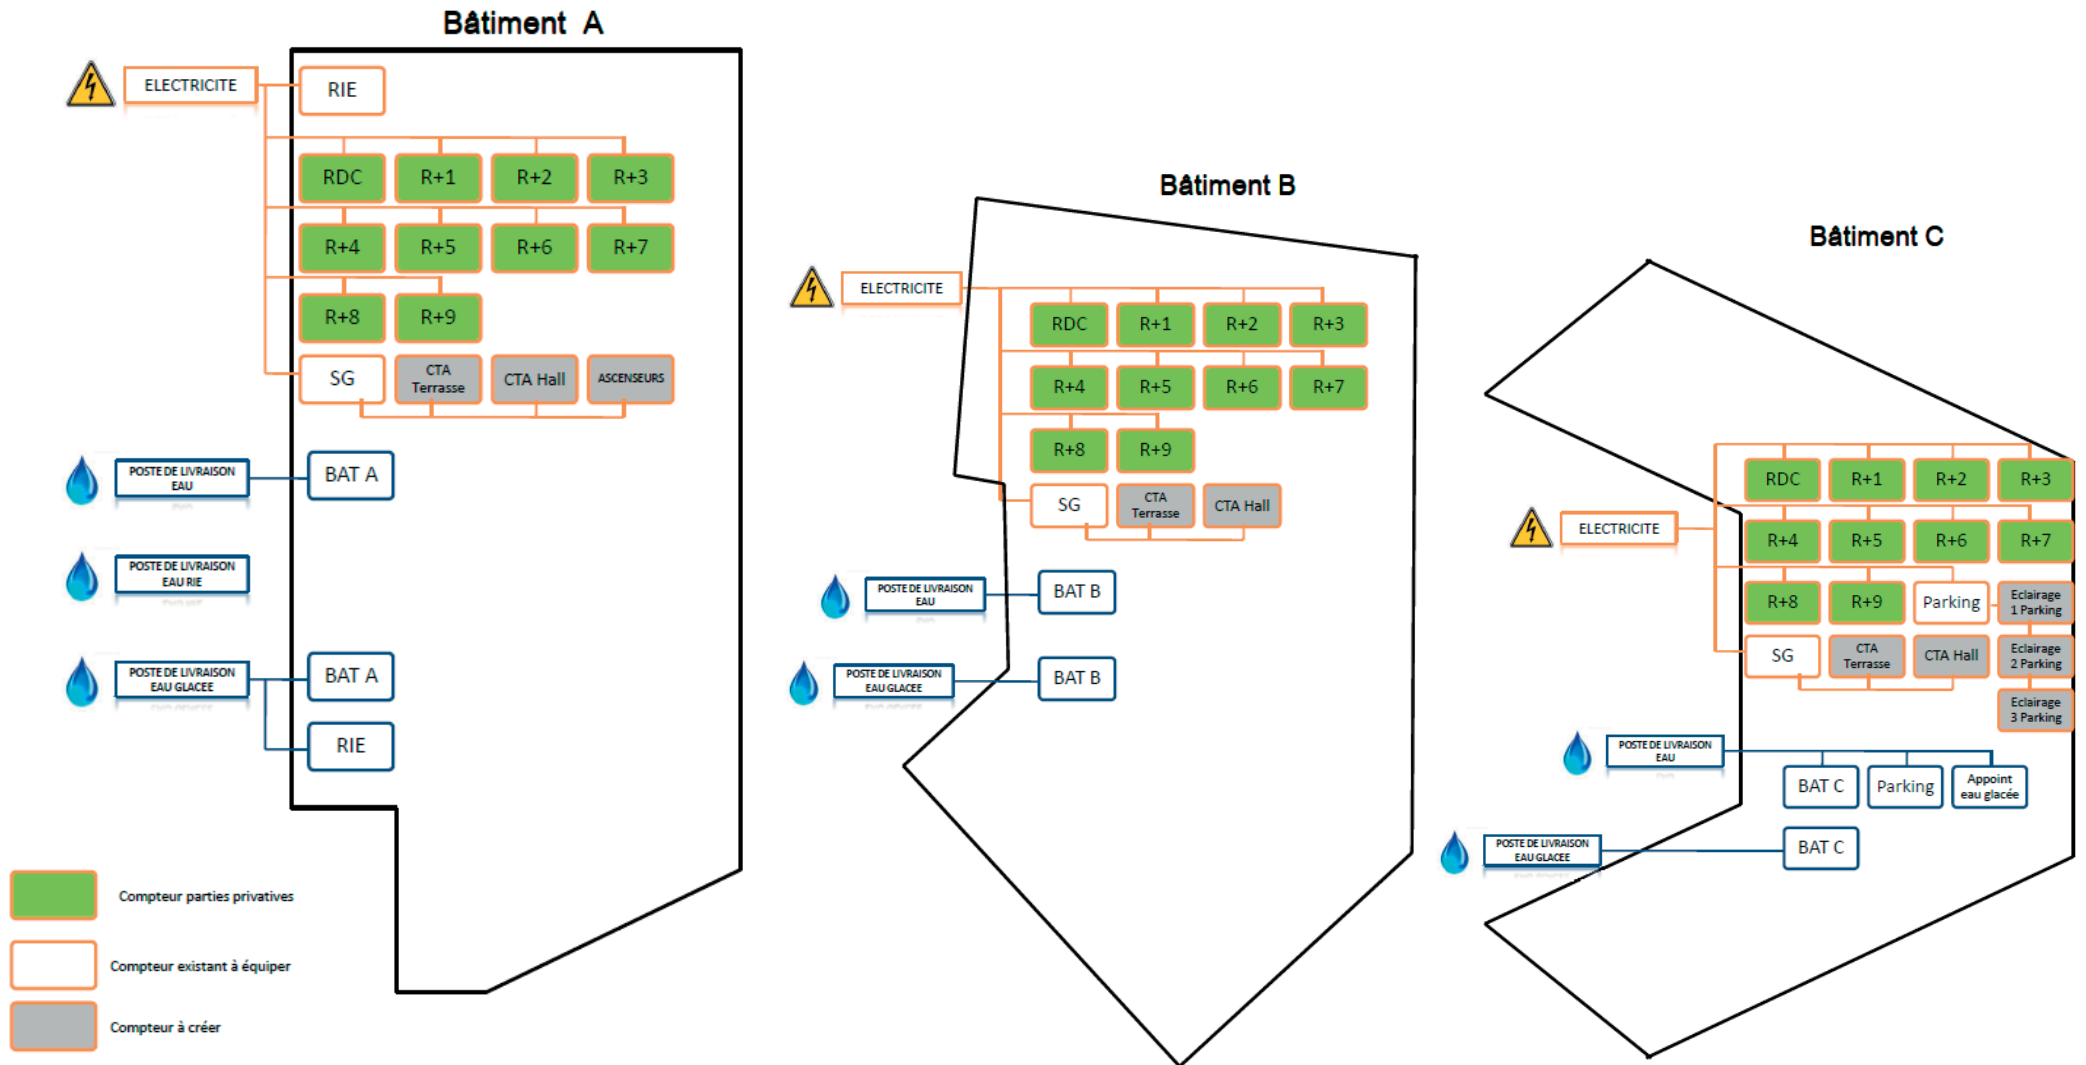 Bâtiment A
ELECTRICITE
RIE
RDC
R+1
R+2
R+3
R+4
R+5
R+6
R+7
R+8
R+9
SG
CTA
Terrasse
CTA Hall
ASCENSEURS
POSTE DE LIVRAISON
EAU
BAT A
POSTE DE LIVRAISON
EAU RIE
POSTE DE LIVRAISON
EAU GLACEE
BAT A
RIE
Compteur parties privatives
Compteur existant à équiper
Compteur à créer
Bâtiment B
ELECTRICITE
RDC
R+1
R+2
R+3
R+4
R+5
R+6
R+7
R+8
R+9
SG
CTA
Terrasse
CTA Hall
POSTE DE LIVRAISON
EAU
BAT B
POSTE DE LIVRAISON
EAU GLACEE
BAT B
Bâtiment C
ELECTRICITE
RDC
R+1
R+2
R+3
R+4
R+5
R+6
R+7
R+8
R+9
Parking
Eclairage
1 Parking
SG
CTA
Terrasse
CTA Hall
Eclairage
2 Parking
Eclairage
3 Parking
POSTE DE LIVRAISON
EAU
BAT C
Parking
Appoint
eau glacée
POSTE DE LIVRAISON
EAU GLACEE
BAT C